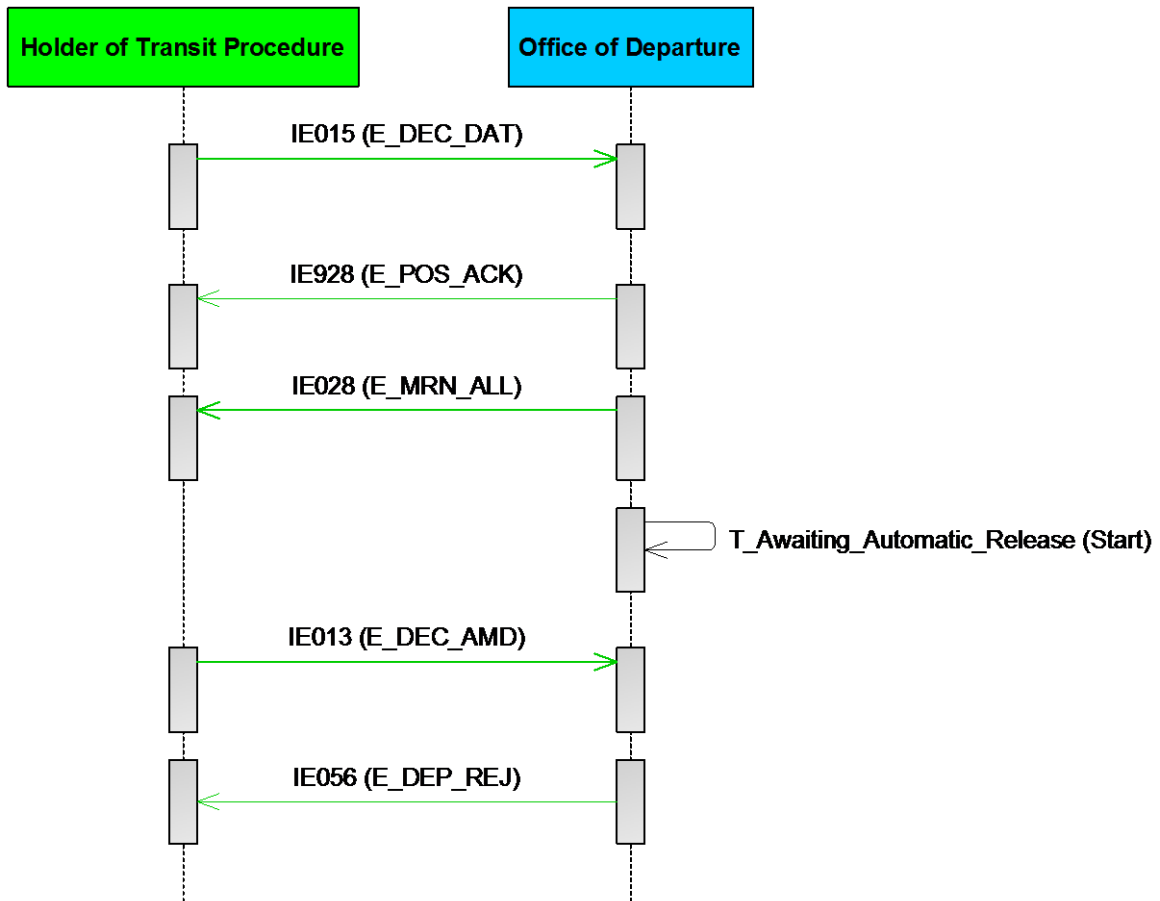 Holder of Transit Procedure
Office of Departure
IE015 (E_DEC_DAT)
IE928 (E_POS_ACK)
IE028 (E_MRN_ALL)
T_Awaiting_Automatic_Release (Start)
IE013 (E_DEC_AMD)
IE056 (E_DEP_REJ)